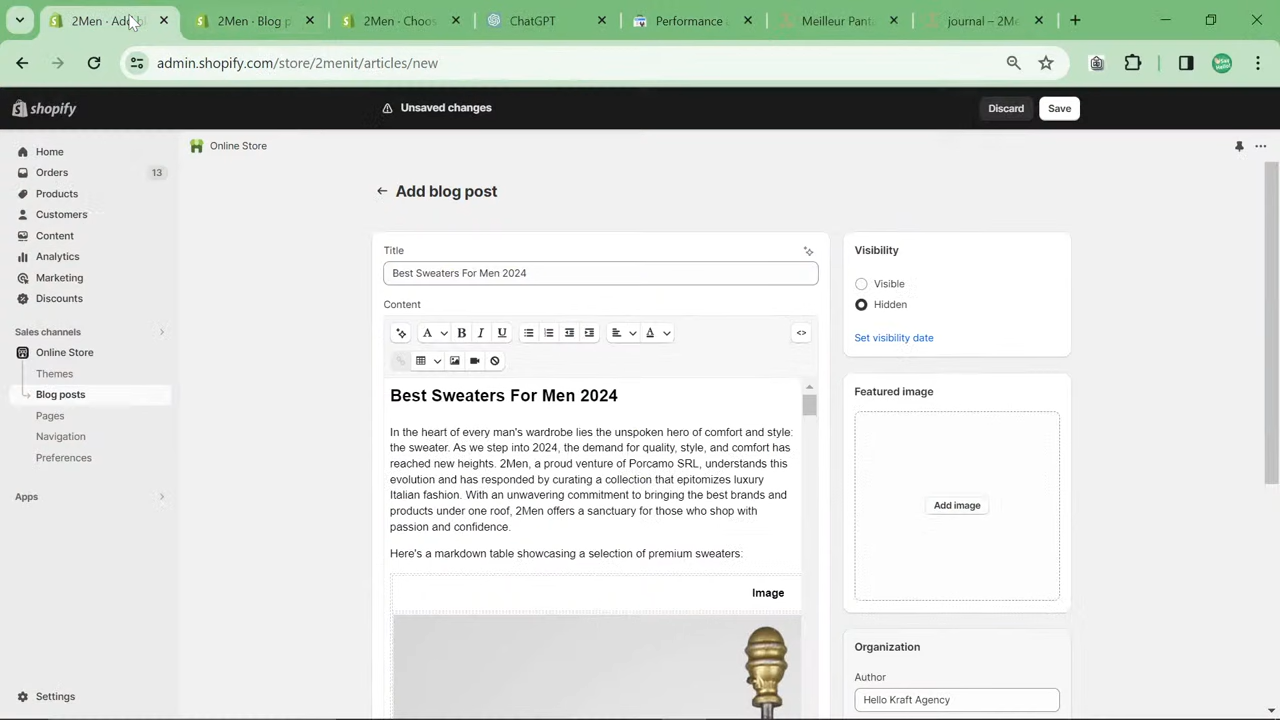 2Men · Add bl
2Men · Blog p
2Men · Choos
ChatGPT
Performance
Meilleur Pant
journal – 2Me
admin.shopify.com/store/2menit/articles/new
shopify
Unsaved changes
Discard
Save
Home
Orders
13
Products
Customers
Content
Analytics
Marketing
Discounts
Sales channels
Online Store
Themes
Blog posts
Pages
Navigation
Preferences
Apps
Settings
Online Store
Add blog post
Title
Best Sweaters For Men 2024
Content
A
B
I
U
A
<>
Best Sweaters For Men 2024
In the heart of every man's wardrobe lies the unspoken hero of comfort and style:
the sweater. As we step into 2024, the demand for quality, style, and comfort has
reached new heights. 2Men, a proud venture of Porcamo SRL, understands this
evolution and has responded by curating a collection that epitomizes luxury
Italian fashion. With an unwavering commitment to bringing the best brands and
products under one roof, 2Men offers a sanctuary for those who shop with
passion and confidence.
Here's a markdown table showcasing a selection of premium sweaters:
Image
Visibility
Visible
Hidden
Set visibility date
Featured image
Add image
Organization
Author
Hello Kraft Agency